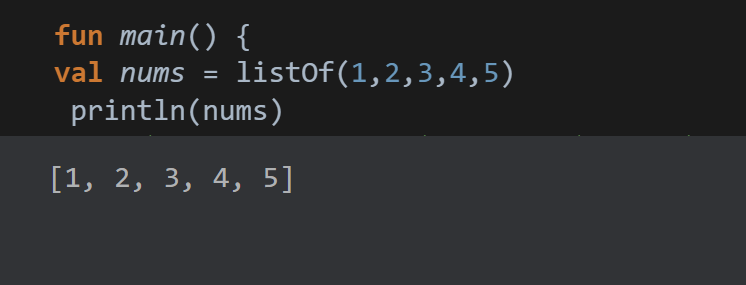 fun main() {
val nums = listOf(1,2,3,4,5)
println(nums)
[1, 2, 3, 4, 5]